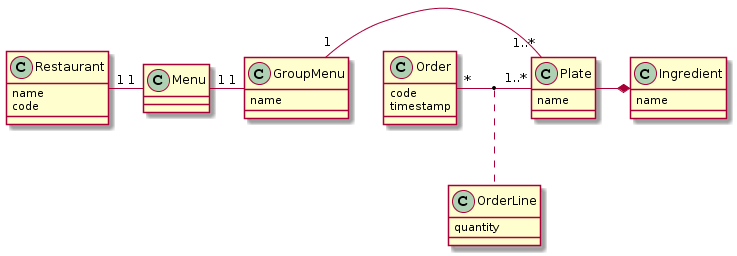 1
1..*
C Restaurant
name
code
1 1
C Menu
1 1
C GroupMenu
name
C Order
code
timestamp
*
1..*
C Plate
name
C Ingredient
name
C OrderLine
quantity